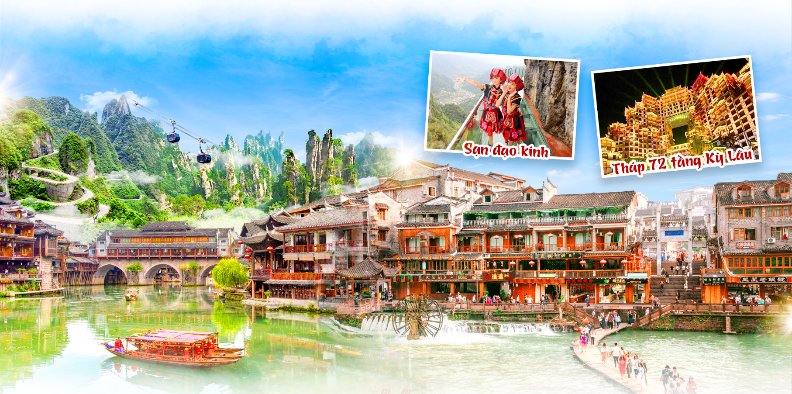 Sạn đạo kính
Tháp 72 tầng Kỳ Lâu